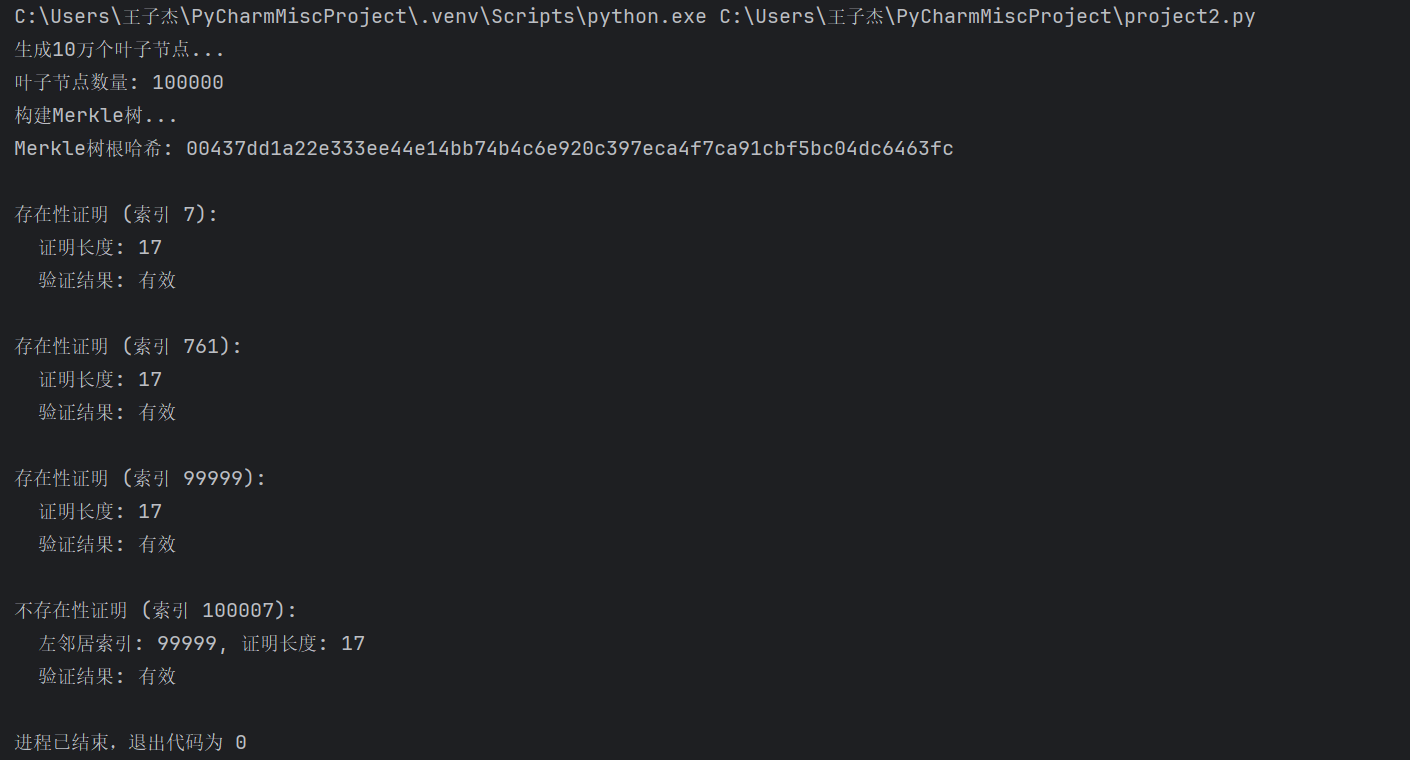 C:\Users\王子杰\PyCharmMiscProject\.venv\Scripts\python.exe C:\Users\王子杰\PyCharmMiscProject\project2.py
生成10万个叶子节点...
叶子节点数量: 100000
构建Merkle树...
Merkle树根哈希: 00437dd1a22e333ee44e14bb74b4c6e920c397eca4f7ca91cbf5bc04dc6463fc
存在性证明 (索引 7):
证明长度: 17
验证结果: 有效
存在性证明 (索引 761):
证明长度: 17
验证结果: 有效
存在性证明 (索引 99999):
证明长度: 17
验证结果: 有效
不存在性证明 (索引 100007):
左邻居索引: 99999, 证明长度: 17
验证结果: 有效
进程已结束，退出代码为 0